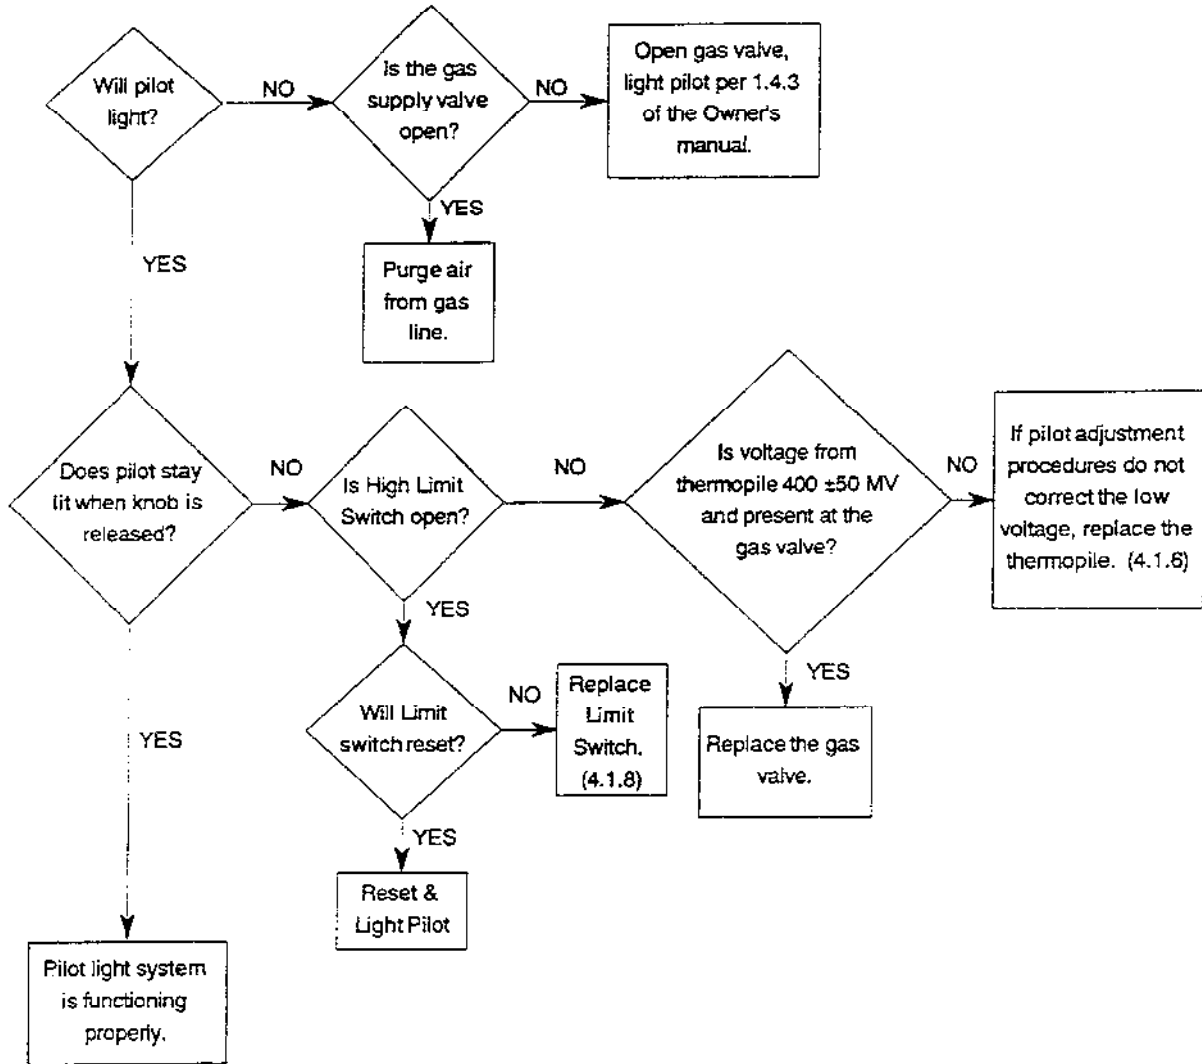 Will pilot
light?
NO
Is the gas
supply valve
open?
NO
Open gas valve,
light pilot per 1.4.3
of the Owner's
manual.
YES
Purge air
from gas
line.
YES
Does pilot stay
lit when knob is
released?
NO
Is High Limit
Switch open?
NO
Is voltage from
thermopile 400 ±50 MV
and present at the
gas valve?
NO
If pilot adjustment
procedures do not
correct the low
voltage, replace the
thermopile. (4.1.6)
YES
Will Limit
switch reset?
NO
Replace
Limit
Switch.
(4.1.8)
YES
Replace the gas
valve.
YES
Reset &
Light Pilot
YES
Pilot light system
is functioning
properly.